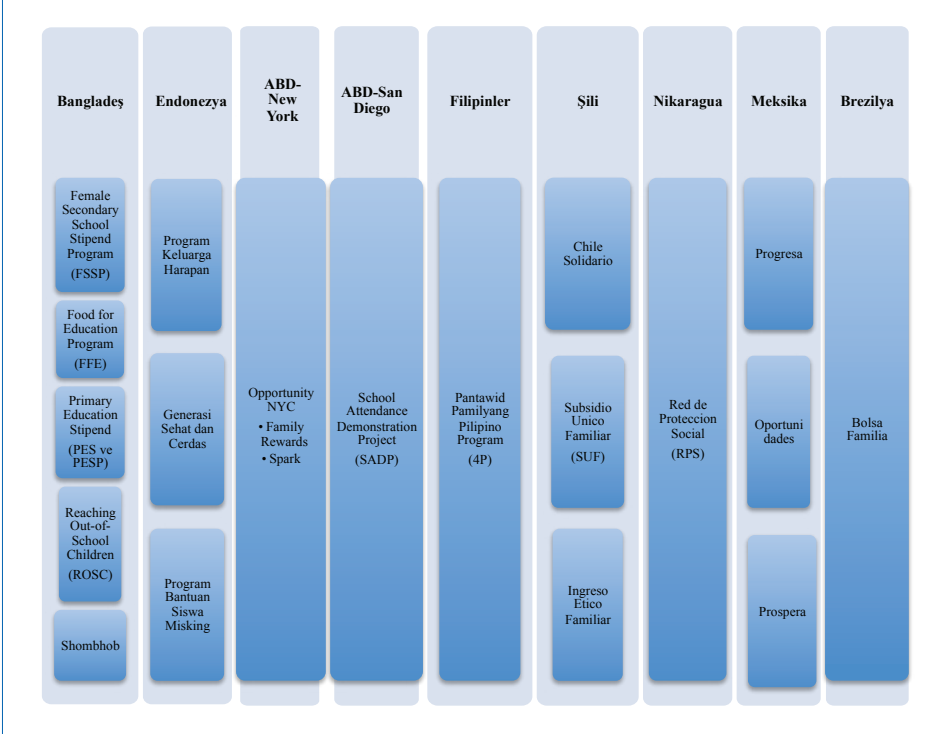 Bangladeş
Female
Secondary
School
Stipend
Program
(FSSP)
Food for
Education
Program
(FFE)
Primary
Education
Stipend
(PES ve
PESP)
Reaching
Out-of-
School
Children
(ROSC)
Shombhob
Endonezya
Program
Keluarga
Harapan
Generasi
Sehat dan
Cerdas
Program
Bantuan
Siswa
Misking
ABD-
New
York
Opportunity
NYC
• Family
Rewards
• Spark
ABD-San
Diego
School
Attendance
Demonstration
Project
(SADP)
Filipinler
Pantawid
Pamilyang
Pilipino
Program
(4P)
Şili
Chile
Solidario
Subsidio
Unico
Familiar
(SUF)
Ingreso
Etico
Familiar
Nikaragua
Red de
Proteccion
Social
(RPS)
Meksika
Progresa
Oportuni
dades
Prospera
Brezilya
Bolsa
Familia